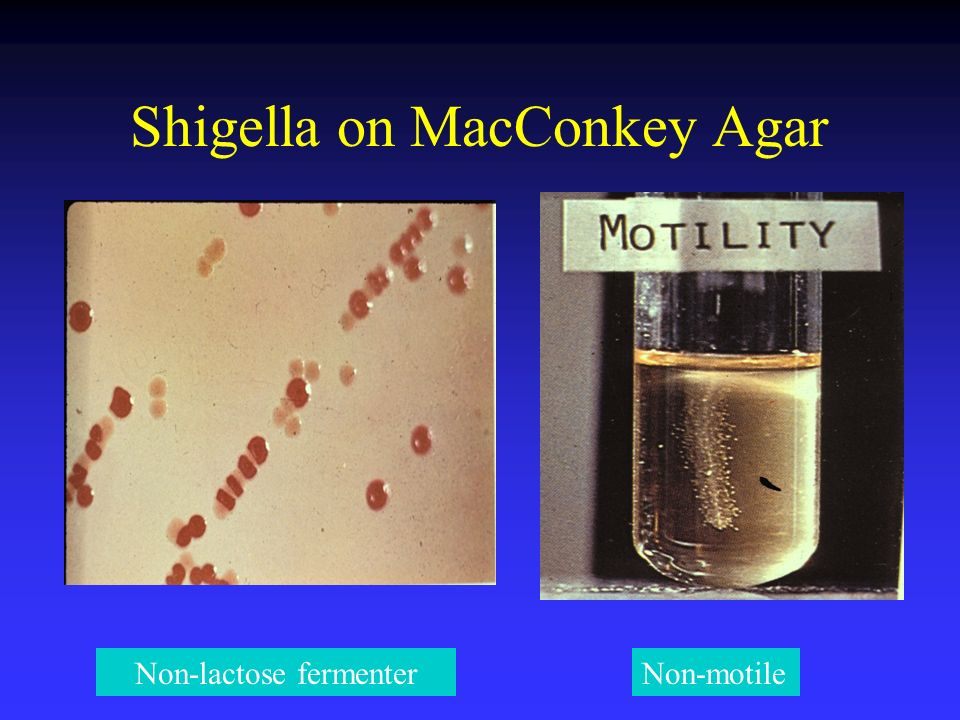 Shigella on MacConkey Agar
MOTILITY
Non-lactose fermenter
Non-motile